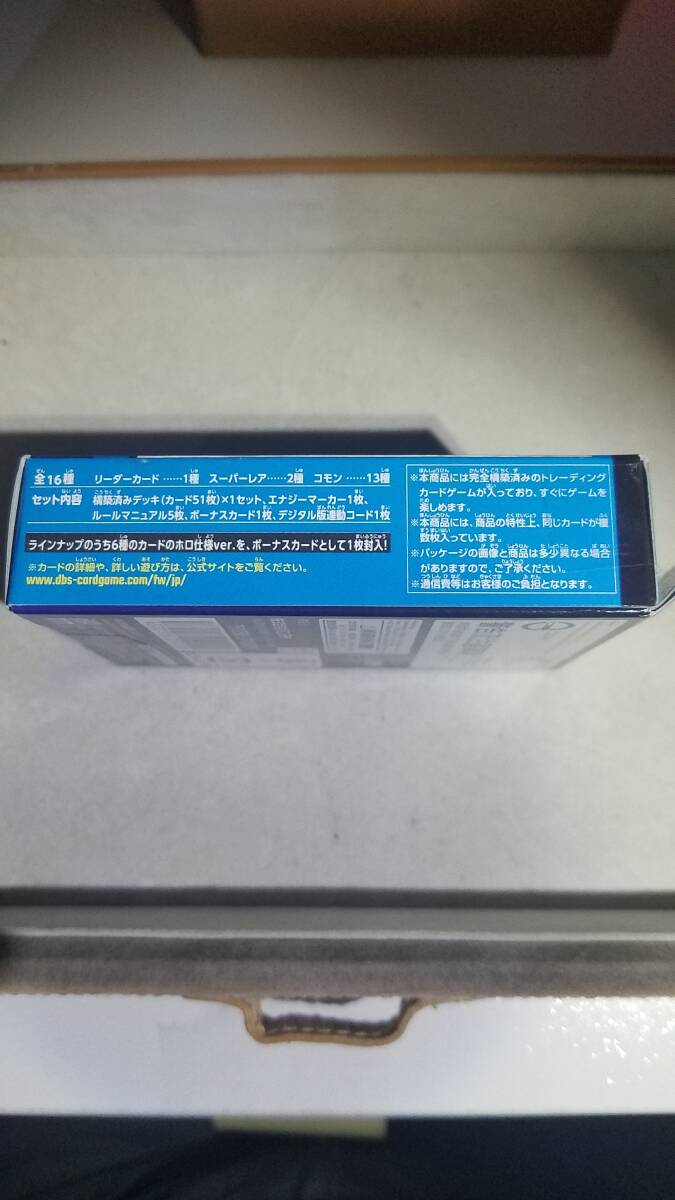 全16種 リーダーカード……1種 スーパーレア……2種 コモン……13種
セット内容 構築済みデッキ(カード51枚)×1セット、エナジーマーカー1枚、
ルールマニュアル5枚、ボーナスカード1枚、デジタル版連動コード1枚
ラインナップのうち6種のカードのホロ仕様ver.を、ボーナスカードとして1枚封入!
※カードの詳細や、詳しい遊び方は、公式サイトをご覧ください。
www.dbs-cardgame.com/fw/jp/
※本商品には完全構築済みのトレーディング
カードゲームが入っており、すぐにゲームを
楽しめます。
※本商品には、商品の特性上、同じカードが複
数枚入っています。
※パッケージの画像と商品は多少異なる場合
がありますので、ご了承ください。
※通信費等はお客様のご負担となります。